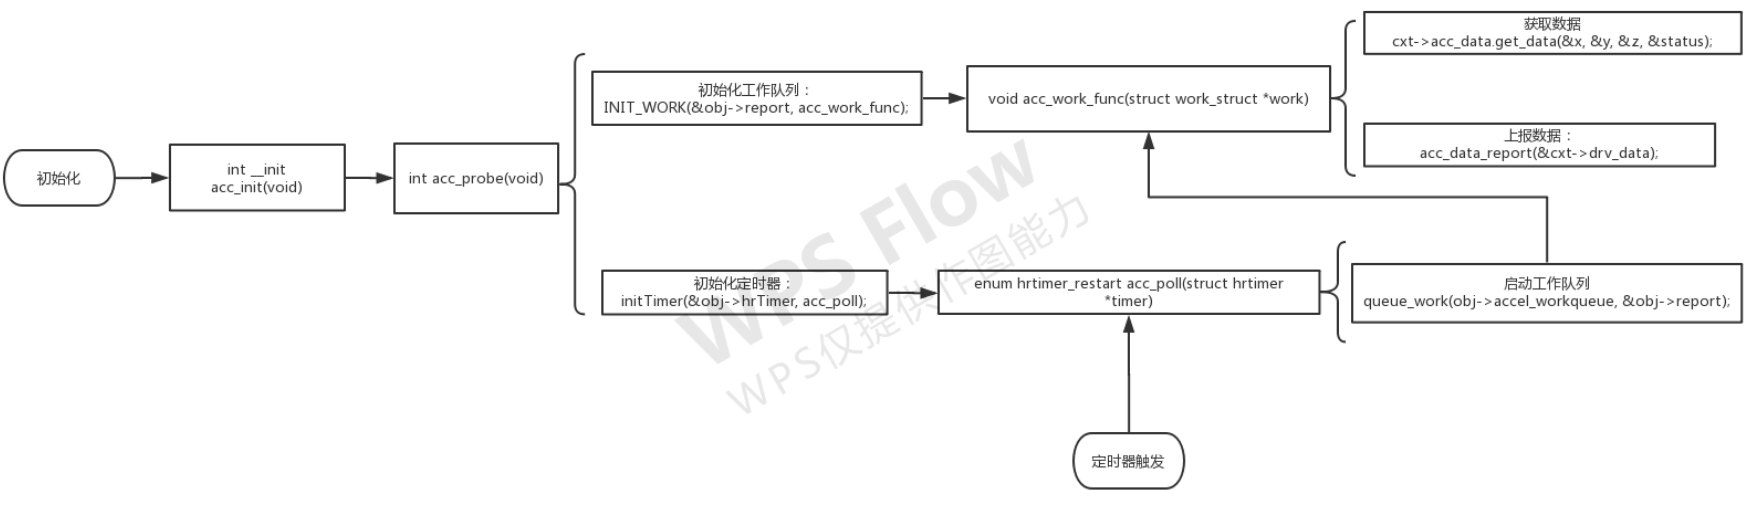 初始化
int __init
acc_init(void)
int acc_probe(void)
初始化工作队列：
INIT_WORK(&obj->report, acc_work_func);
void acc_work_func(struct work_struct *work)
获取数据
cxt->acc_data.get_data(&x, &y, &z, &status);
上报数据：
acc_data_report(&cxt->drv_data);
初始化定时器：
initTimer(&obj->hrTimer, acc_poll);
enum hrtimer_restart acc_poll(struct hrtimer
*timer)
启动工作队列
queue_work(obj->accel_workqueue, &obj->report);
定时器触发
WPS Flow
WPS仅提供作图能力